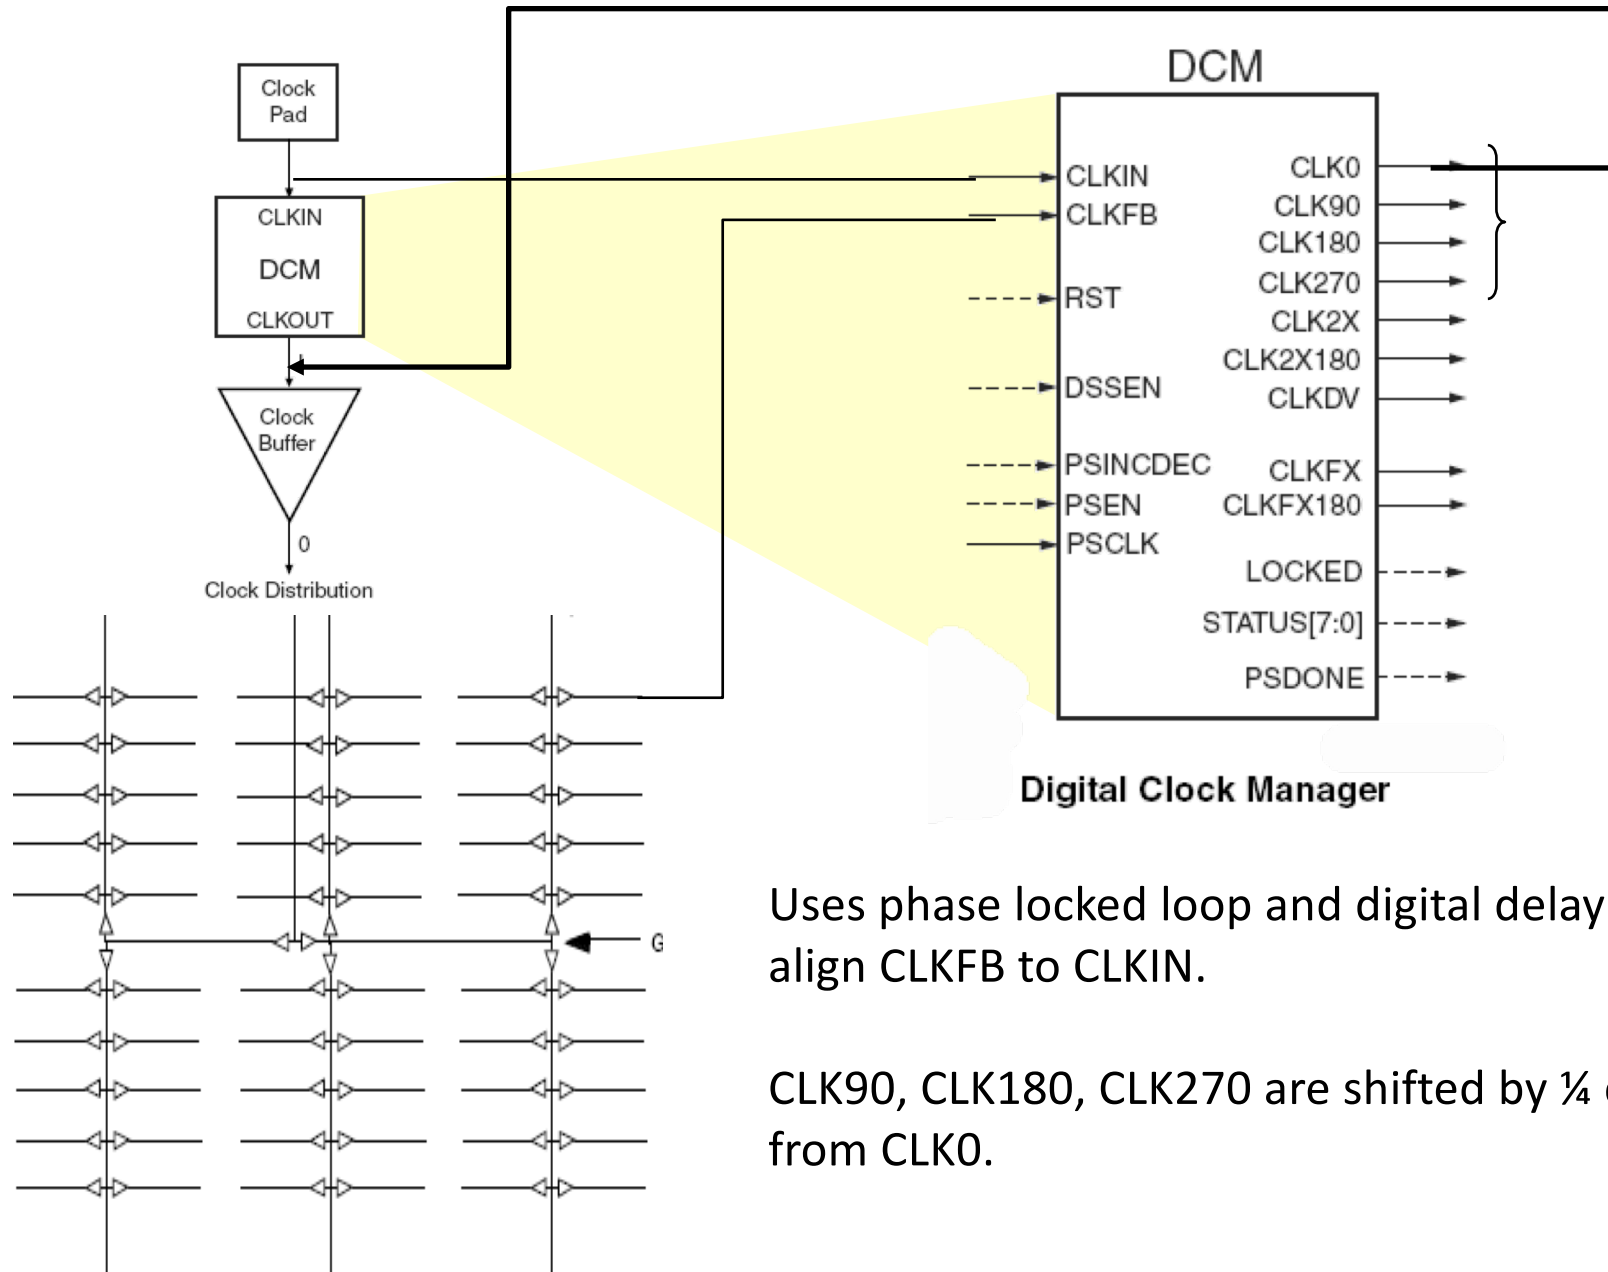 Clock
Pad
CLKIN
DCM
CLKOUT
Clock
Buffer
0
Clock Distribution
G
DCM
CLKIN
CLKFB
RST
DSSEN
PSINCDEC
PSEN
PSCLK
CLK0
CLK90
CLK180
CLK270
CLK2X
CLK2X180
CLKDV
CLKFX
CLKFX180
LOCKED
STATUS[7:0]
PSDONE
Digital Clock Manager
Uses phase locked loop and digital delay
align CLKFB to CLKIN.
CLK90, CLK180, CLK270 are shifted by ¼
from CLK0.